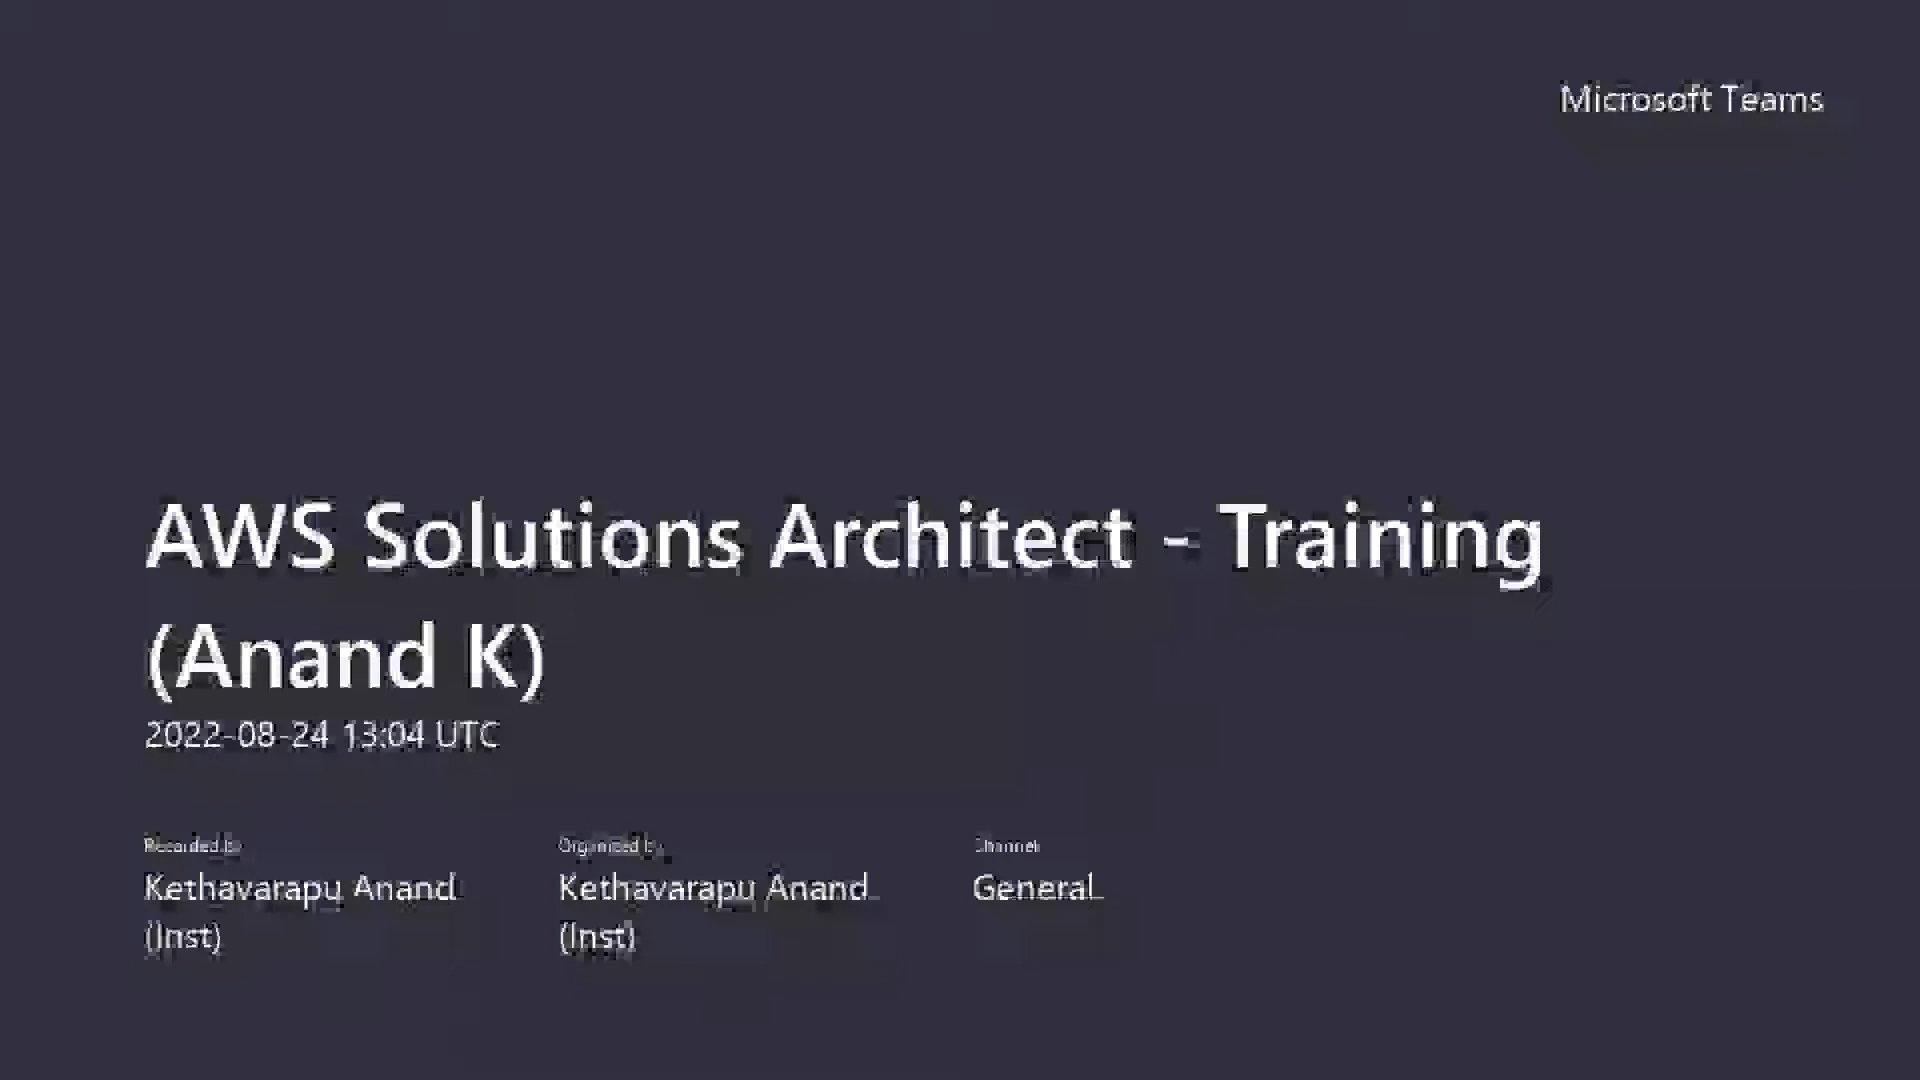 Microsoft Teams
AWS Solutions Architect - Training
(Anand K)
2022-08-24 13:04 UTC
Recorded by
Organized by
Channel
Kethavarapu Anand
Kethavarapu Anand
General
(Inst)
(Inst)